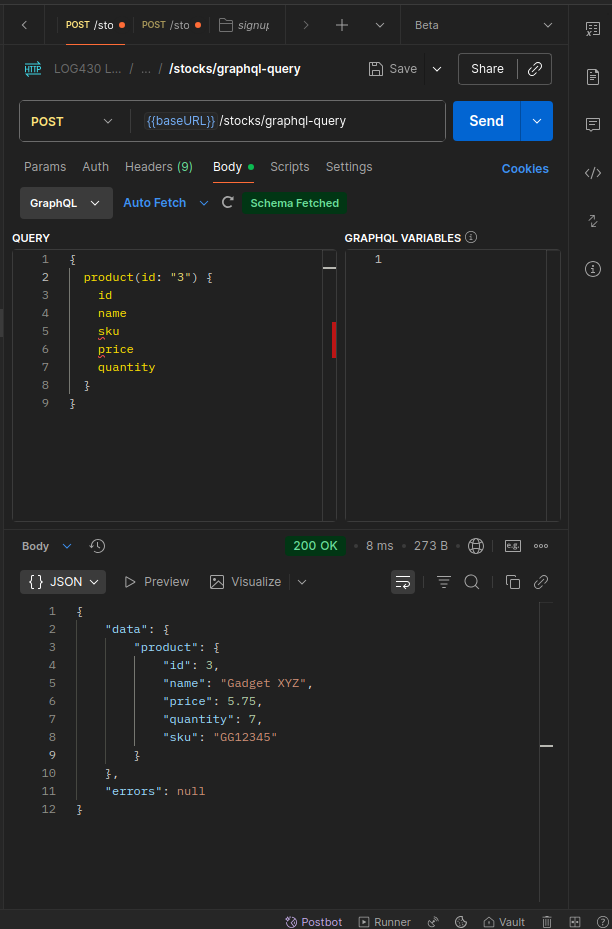 POST /sto
POST /sto
signup
Beta
HTTP
LOG430 L... / ... / /stocks/graphql-query
Save
Share
POST
{{baseURL}} /stocks/graphql-query
Send
Params Auth Headers (9) Body Scripts Settings
Cookies
GraphQL
Auto Fetch
Schema Fetched
QUERY
GRAPHQL VARIABLES
1 {
2 product(id: "3") {
3 id
4 name
5 sku
6 price
7 quantity
8 }
9 }
1
Body
200 OK • 8 ms • 273 B
e.g.
{} JSON
Preview
Visualize
1 {
2 "data": {
3 "product": {
4 "id": 3,
5 "name": "Gadget XYZ",
6 "price": 5.75,
7 "quantity": 7,
8 "sku": "GG12345"
9 }
10 },
11 "errors": null
12 }
Postbot
Runner
Vault